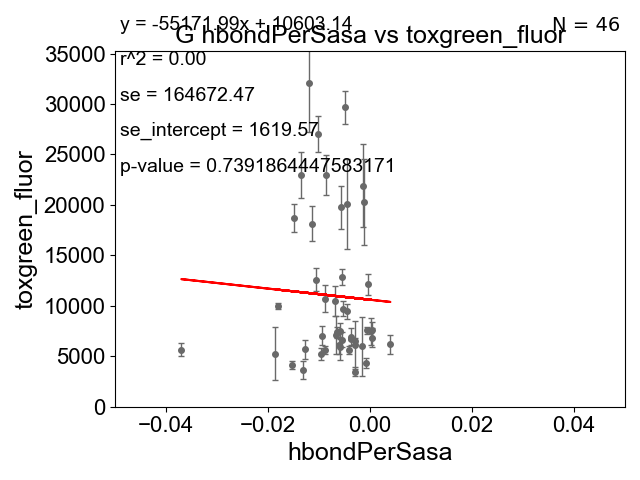 y = -55171.99x + 10603.14
N = 46
G hbondPerSasa vs toxgreen_fluor
r^2 = 0.00
se = 164672.47
se_intercept = 1619.57
p-value = 0.7391864447583171
35000
30000
25000
20000
15000
10000
5000
0
toxgreen_fluor
−0.04 −0.02 0.00 0.02 0.04
hbondPerSasa